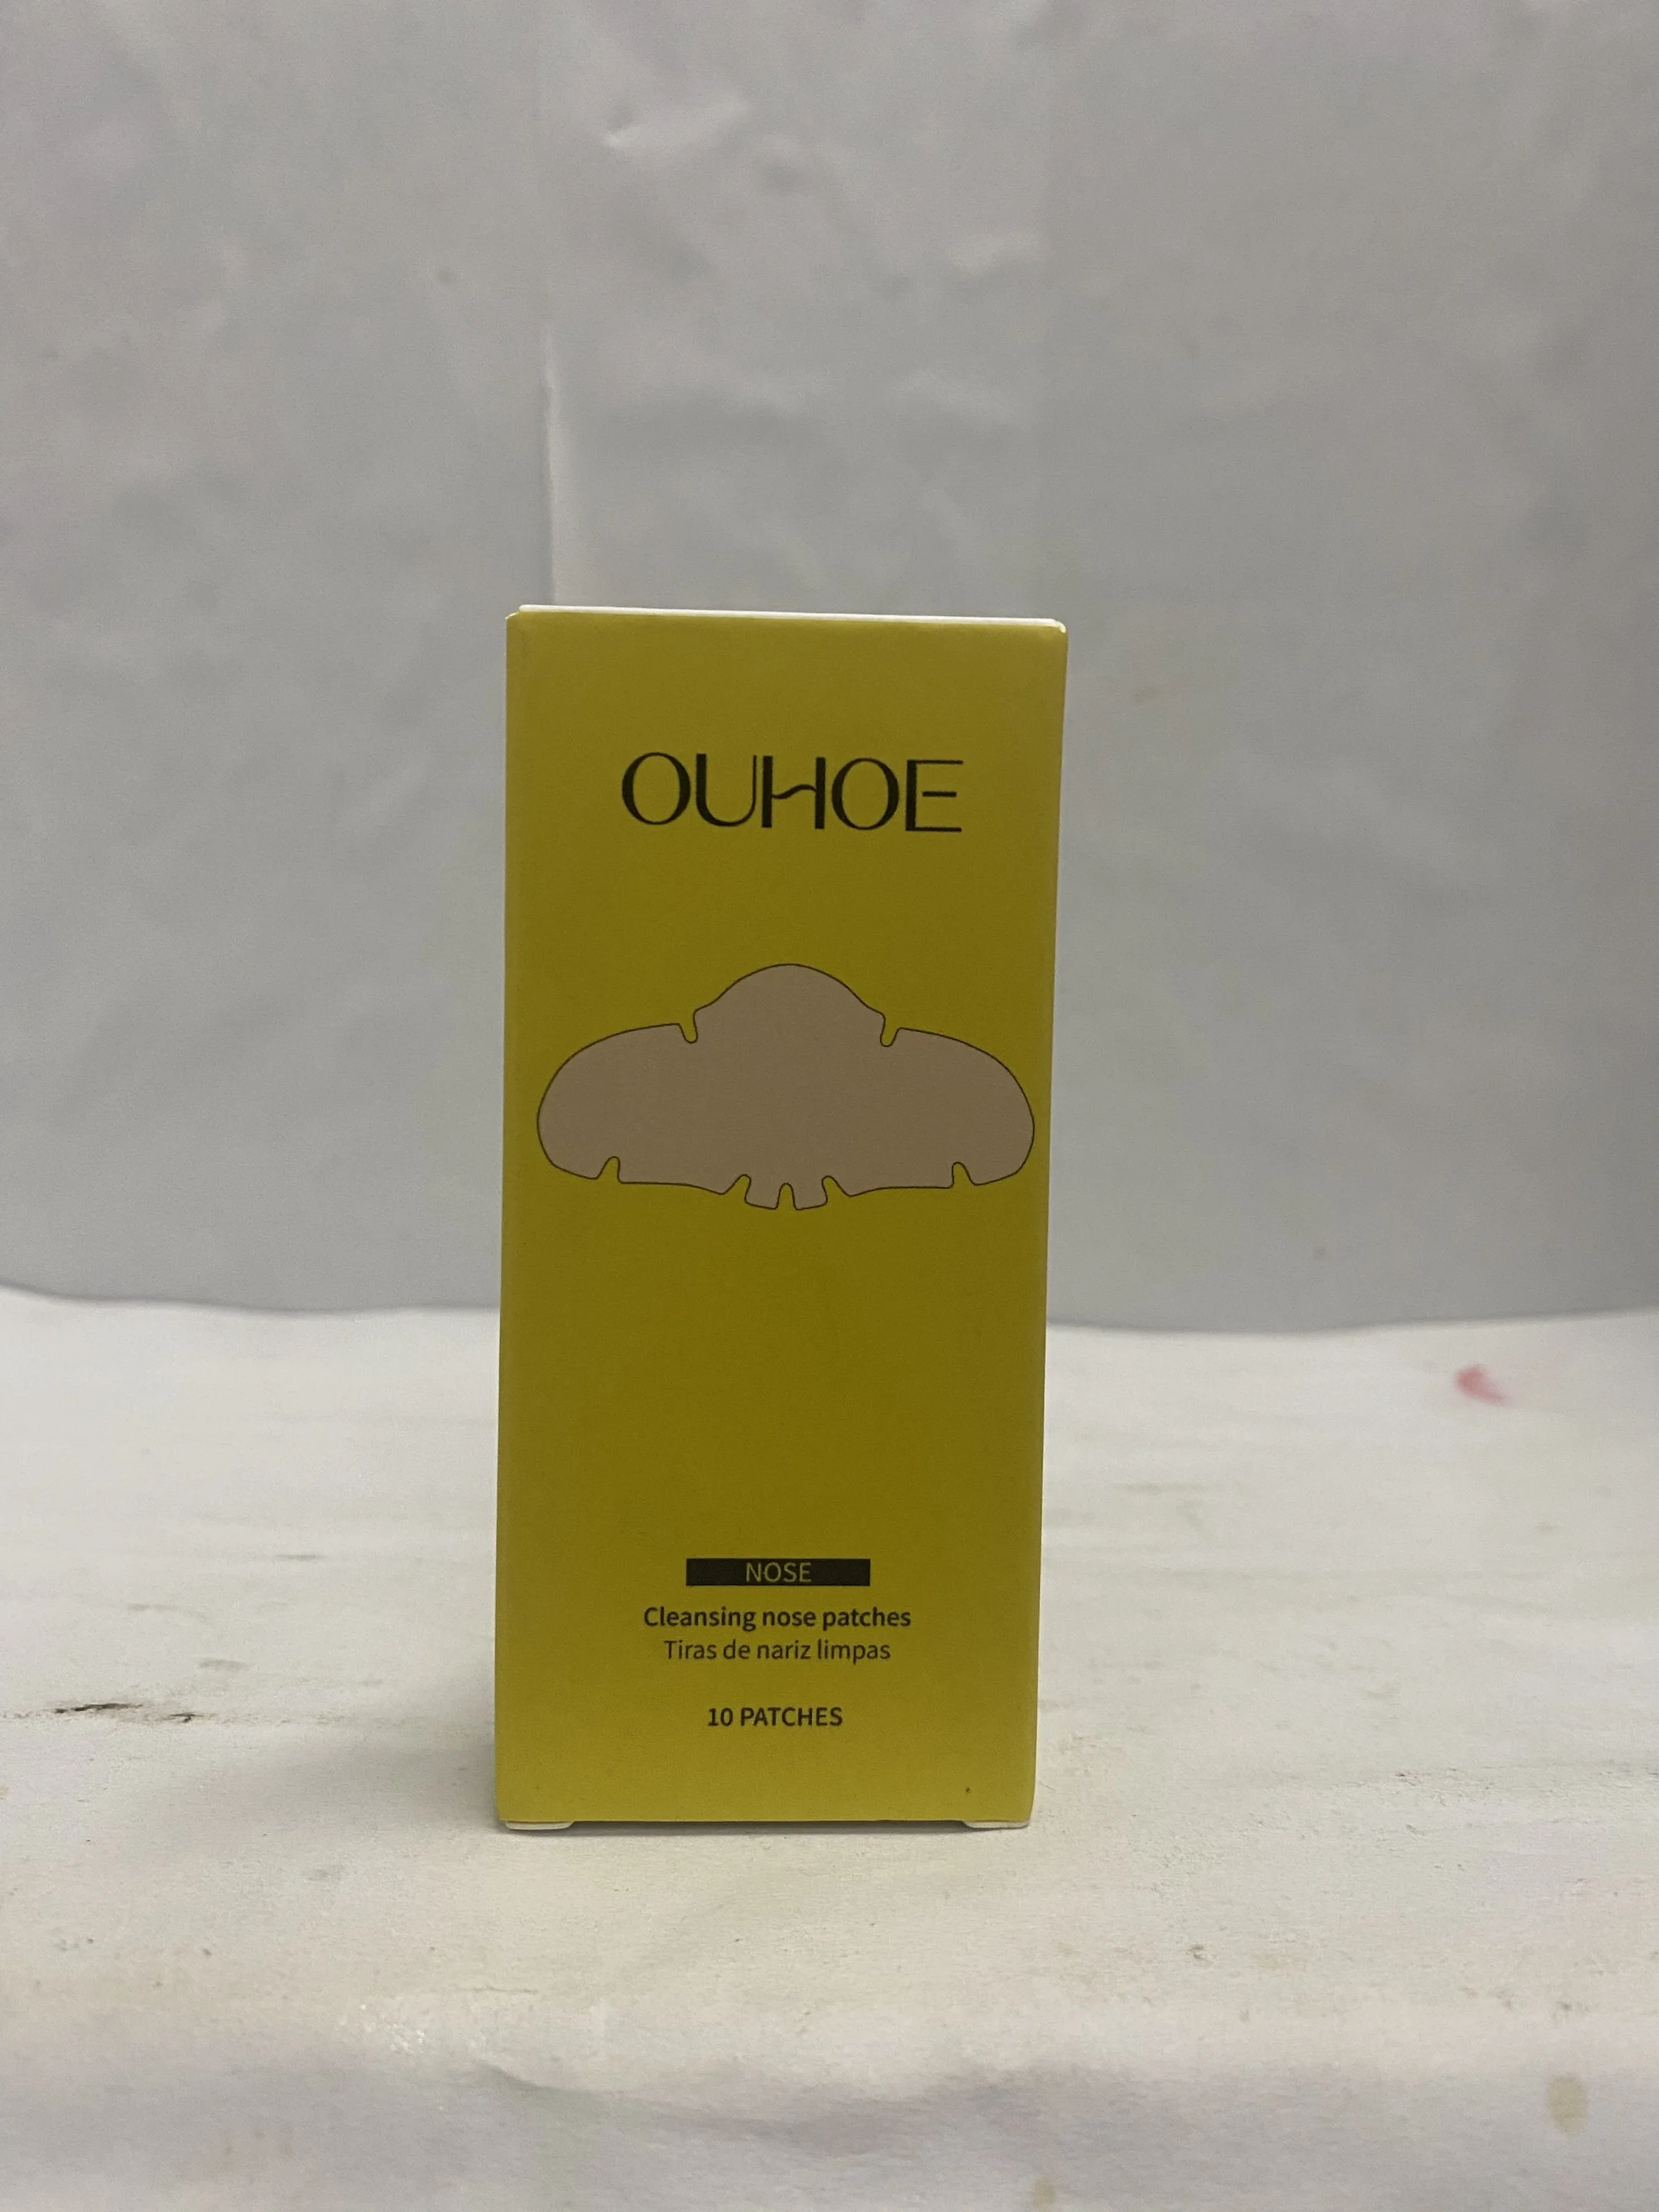 OUHOE
NOSE
Cleansing nose patches
Tiras de nariz limpas
10 PATCHES